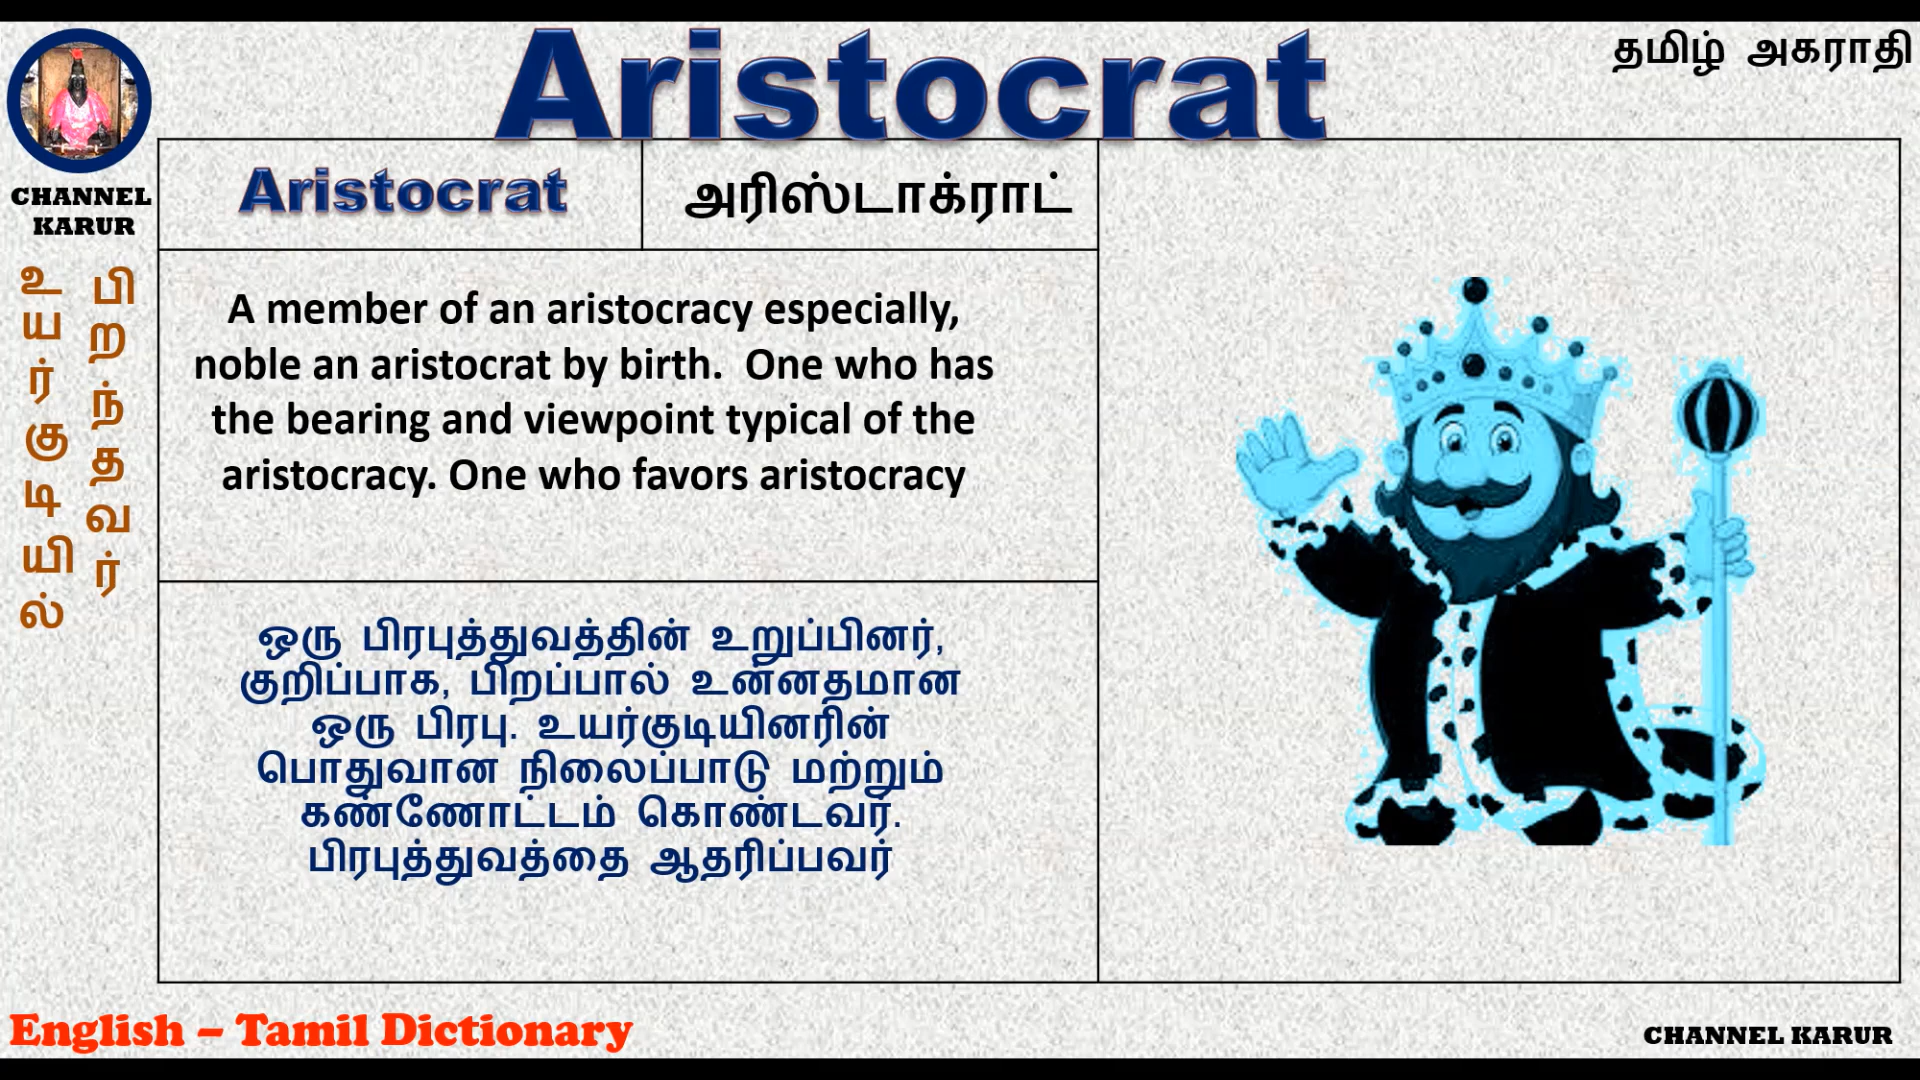 Aristocrat
தமிழ் அகராதி
CHANNEL
KARUR
உயர்குடியில்
பிறந்தவர்
Aristocrat
அரிஸ்டாக்ராட்
A member of an aristocracy especially,
noble an aristocrat by birth.  One who has
the bearing and viewpoint typical of the
aristocracy. One who favors aristocracy
ஒரு பிரபுத்துவத்தின் உறுப்பினர்,
குறிப்பாக, பிறப்பால் உன்னதமான
ஒரு பிரபு. உயர்குடியினரின்
பொதுவான நிலைப்பாடு மற்றும்
கண்ணோட்டம் கொண்டவர்.
பிரபுத்துவத்தை ஆதரிப்பவர்
English – Tamil Dictionary
CHANNEL KARUR